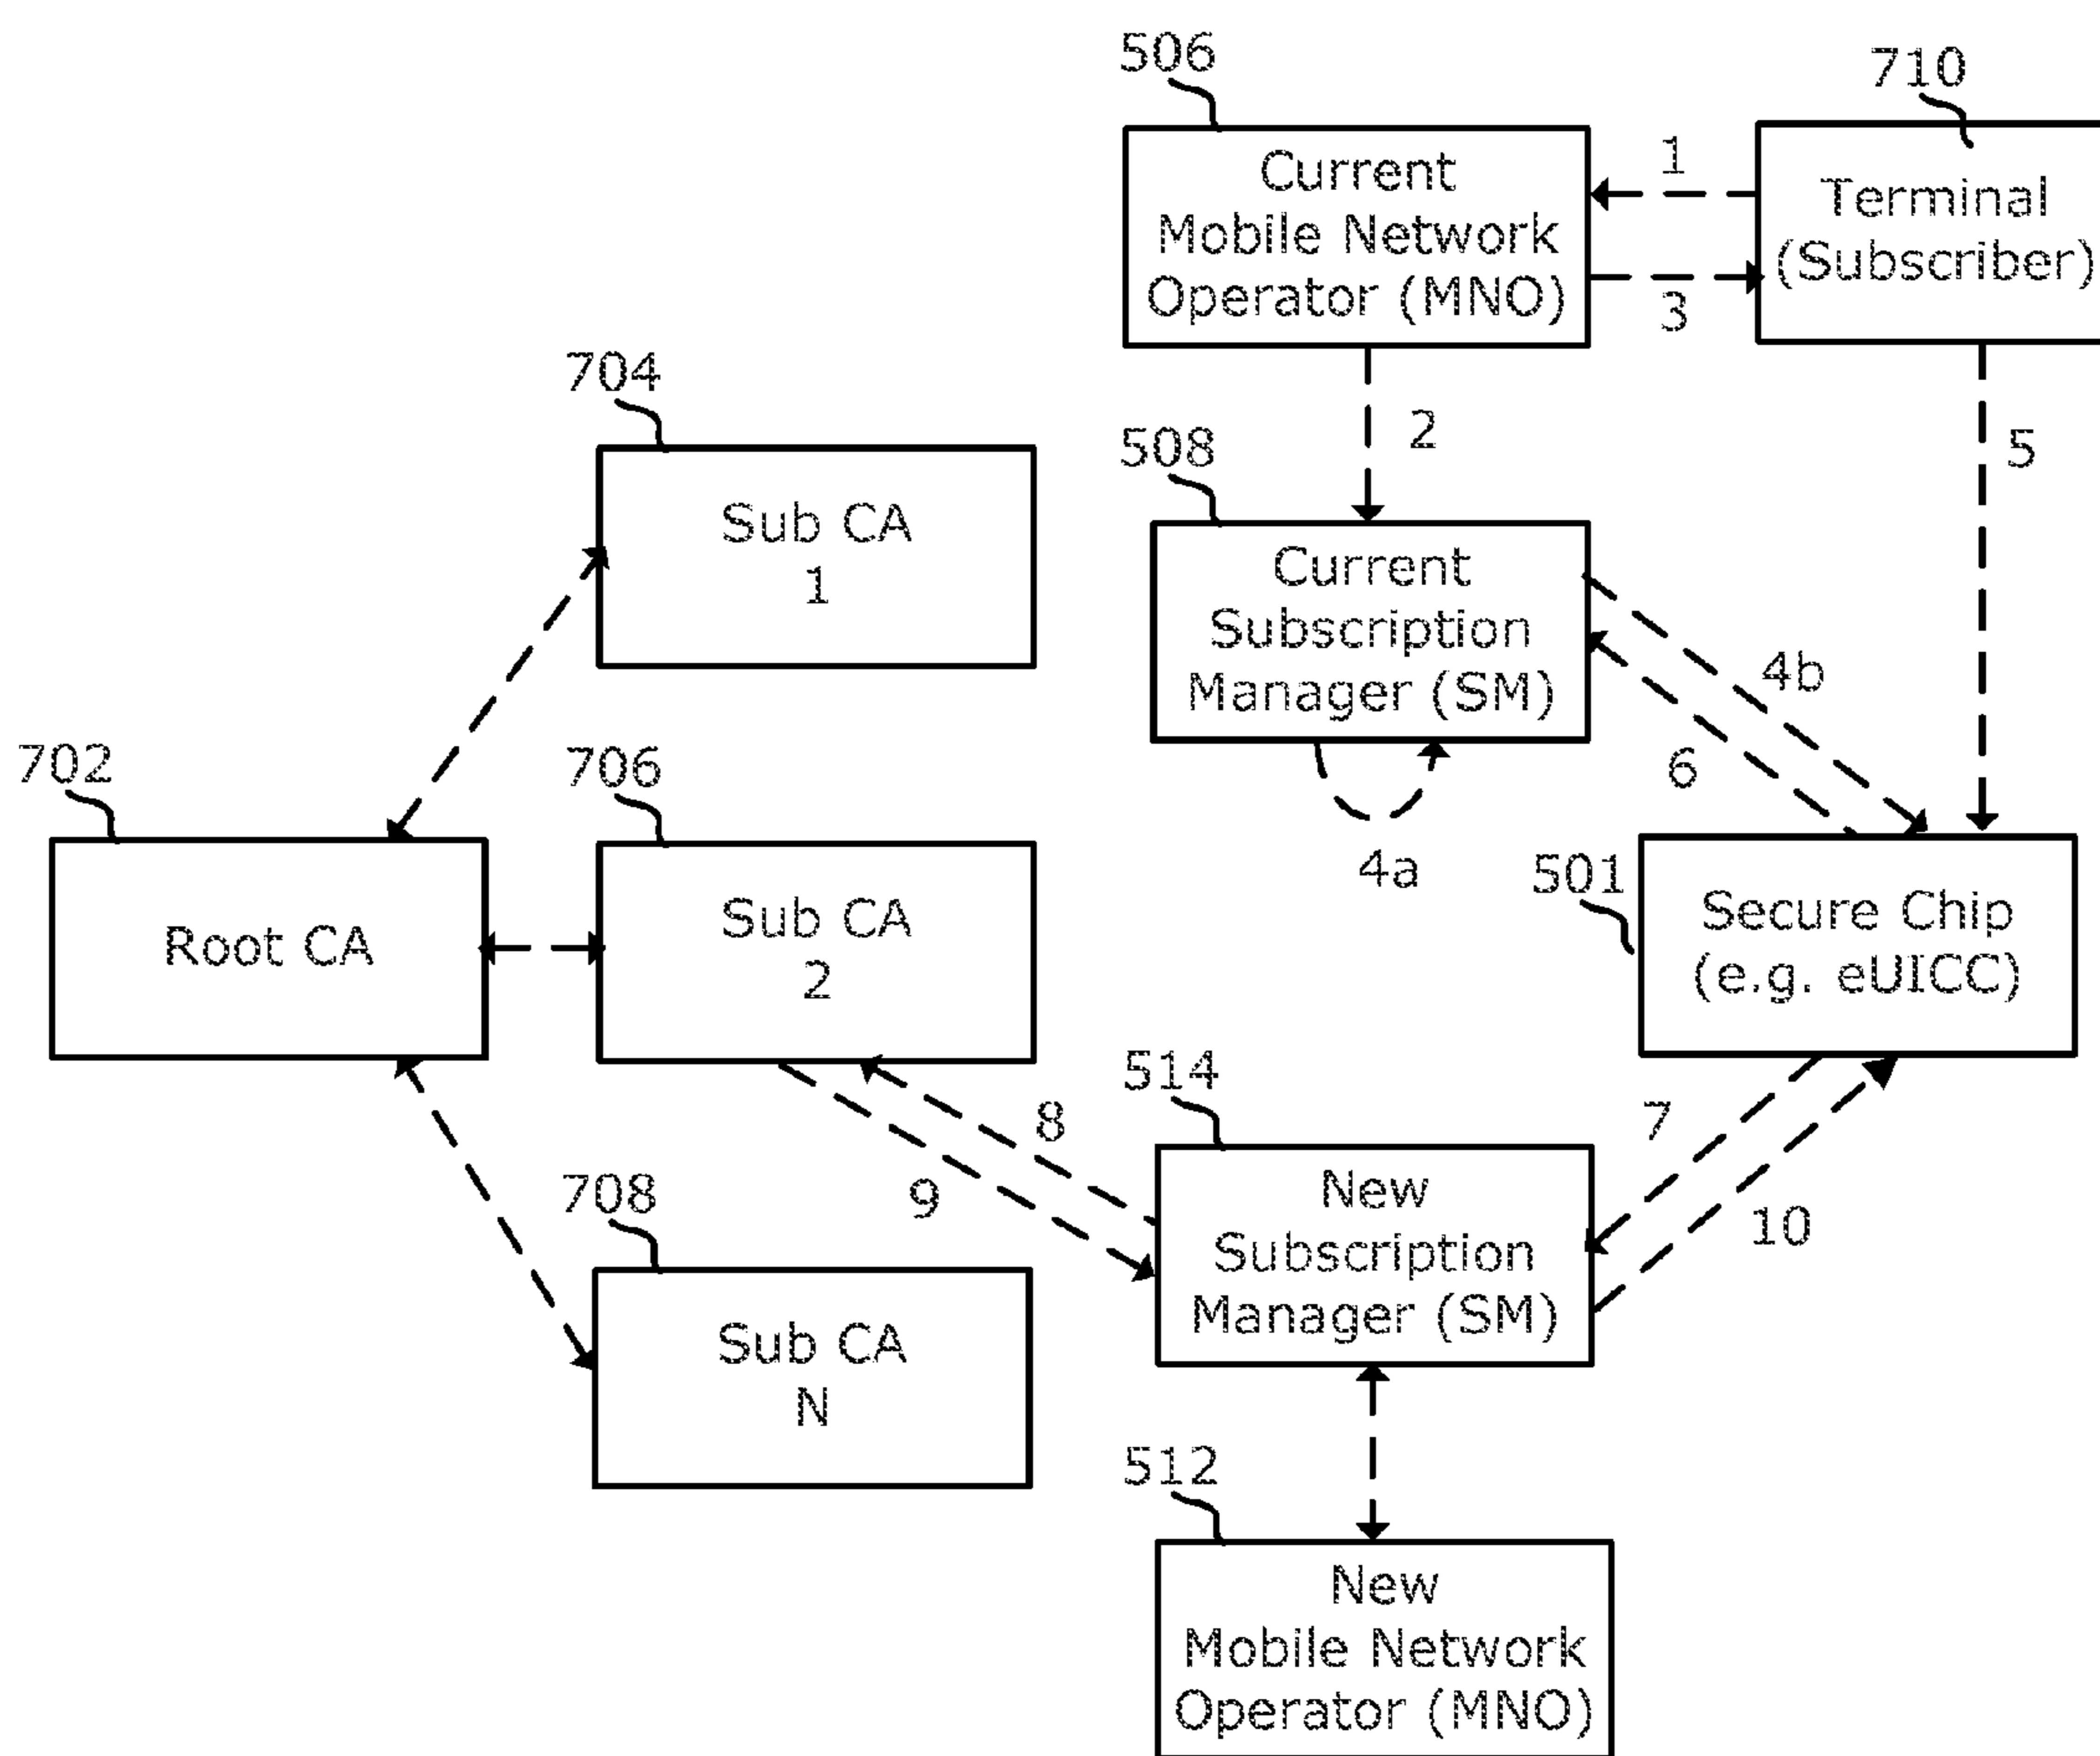 506
710
Current
Mobile Network
Operator (MNO)
1
3
Terminal
(Subscriber)
704
2
508
5
Sub CA
1
Current
Subscription
Manager (SM)
4b
6
4a
702
706
Root CA
Sub CA
2
501
Secure Chip
(e.g. eUICC)
514
8
9
7
10
708
New
Subscription
Manager (SM)
Sub CA
N
512
New
Mobile Network
Operator (MNO)